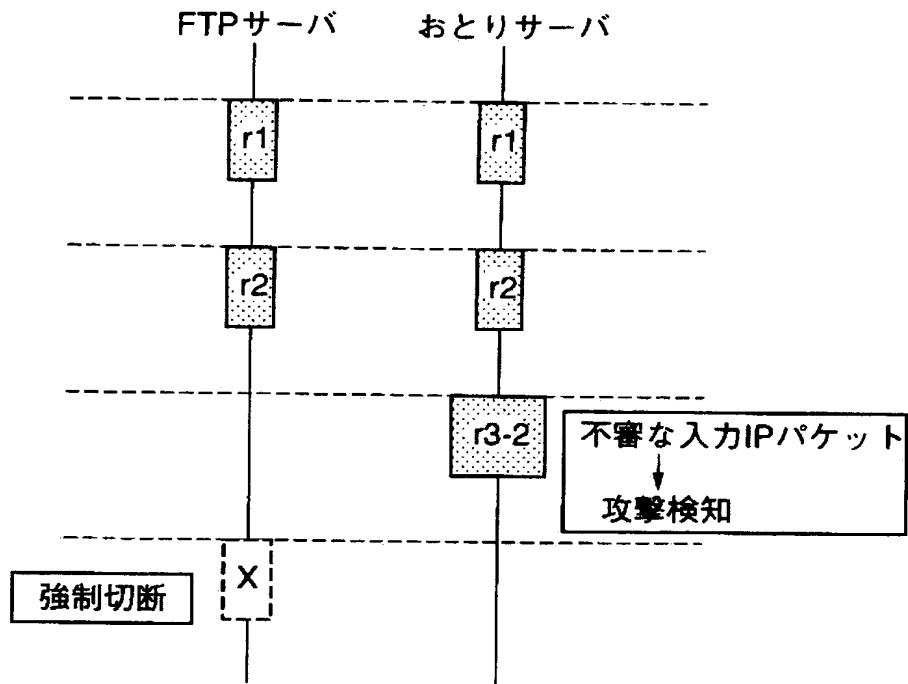 FTPサーバ
おとりサーバ
r1
r1
r2
r2
r3-2
不審な入力IPパケット
攻撃検知
X
強制切断